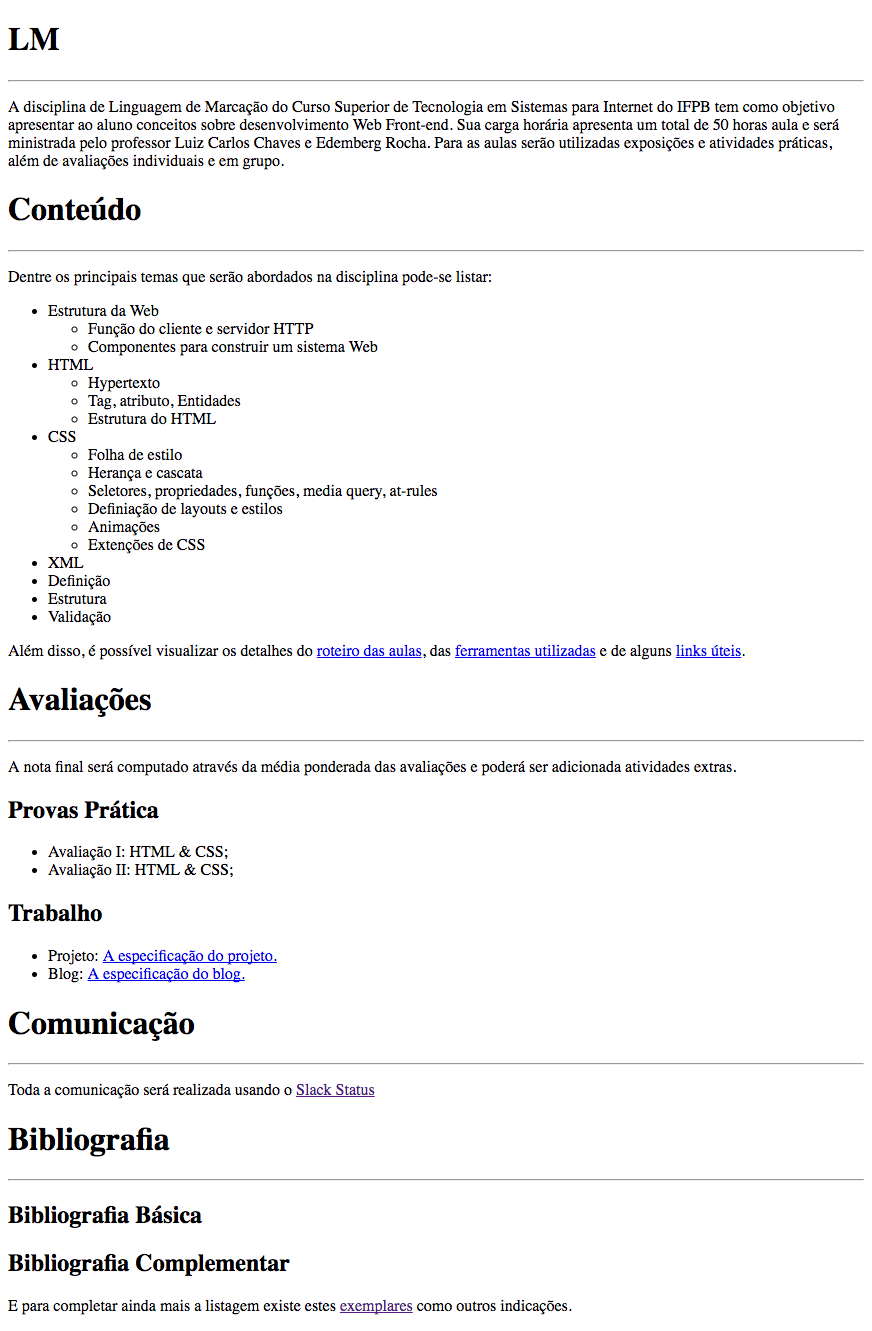 LM
A disciplina de Linguagem de Marcação do Curso Superior de Tecnologia em Sistemas para Internet do IFPB tem como objetivo
apresentar ao aluno conceitos sobre desenvolvimento Web Front-end. Sua carga horária apresenta um total de 50 horas aula e será
ministrada pelo professor Luiz Carlos Chaves e Edemberg Rocha. Para as aulas serão utilizadas exposições e atividades práticas,
além de avaliações individuais e em grupo.
Conteúdo
Dentre os principais temas que serão abordados na disciplina pode-se listar:
Estrutura da Web
Função do cliente e servidor HTTP
Componentes para construir um sistema Web
HTML
Hypertexto
Tag, atributo, Entidades
Estrutura do HTML
CSS
Folha de estilo
Herança e cascata
Seletores, propriedades, funções, media query, at-rules
Definiação de layouts e estilos
Animações
Extenções de CSS
XML
Definição
Estrutura
Validação
Além disso, é possível visualizar os detalhes do roteiro das aulas, das ferramentas utilizadas e de alguns links úteis.
Avaliações
A nota final será computado através da média ponderada das avaliações e poderá ser adicionada atividades extras.
Provas Prática
Avaliação I: HTML & CSS;
Avaliação II: HTML & CSS;
Trabalho
Projeto: A especificação do projeto.
Blog: A especificação do blog.
Comunicação
Toda a comunicação será realizada usando o Slack Status
Bibliografia
Bibliografia Básica
Bibliografia Complementar
E para completar ainda mais a listagem existe estes exemplares como outros indicações.